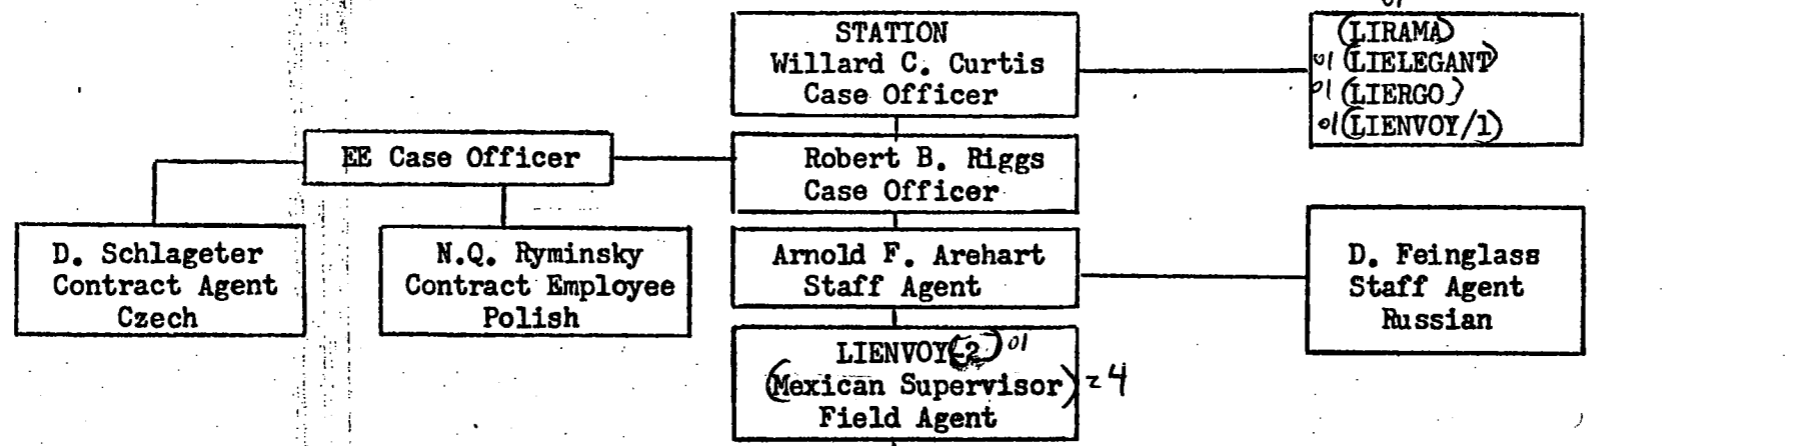 STATION
Willard C. Curtis
Case Officer
(LIRAMA)
01 (LIELEGANT)
01 (LIERGO)
01 (LIENVOY/1)
EE Case Officer
Robert B. Riggs
Case Officer
D. Schlageter
Contract Agent
Czech
N.Q. Ryminsky
Contract Employee
Polish
Arnold F. Arehart
Staff Agent
D. Feinglass
Staff Agent
Russian
LIENVOY(-2) 01
(Mexican Supervisor) = 4
Field Agent